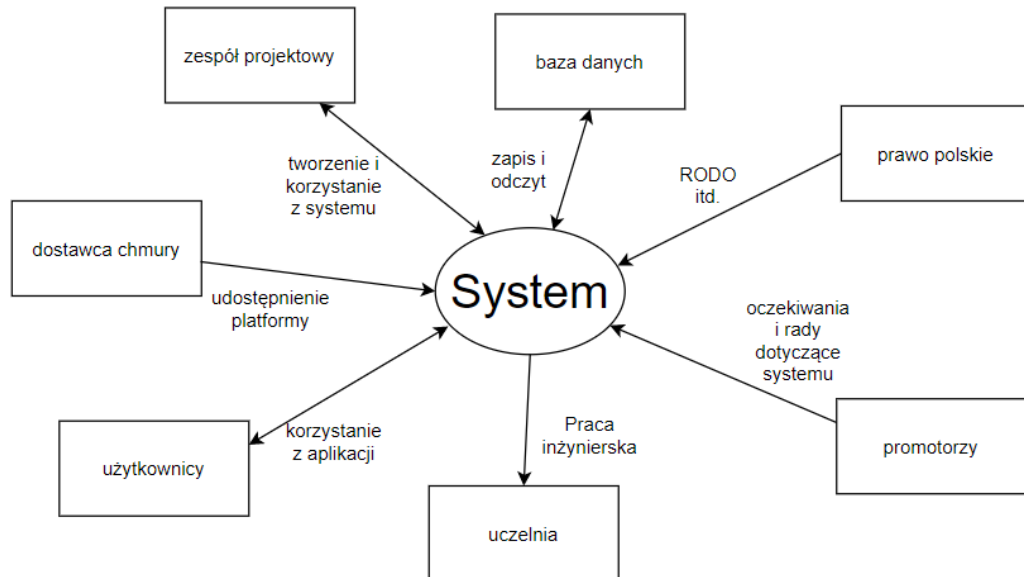 zespół projektowy
baza danych
prawo polskie
tworzenie i
korzystanie
z systemu
zapis i
odczyt
RODO
itd.
dostawca chmury
udostępnienie
platformy
System
oczekiwania
i rady
dotyczące
systemu
użytkownicy
korzystanie
z aplikacji
Praca
inżynierska
promotorzy
uczelnia